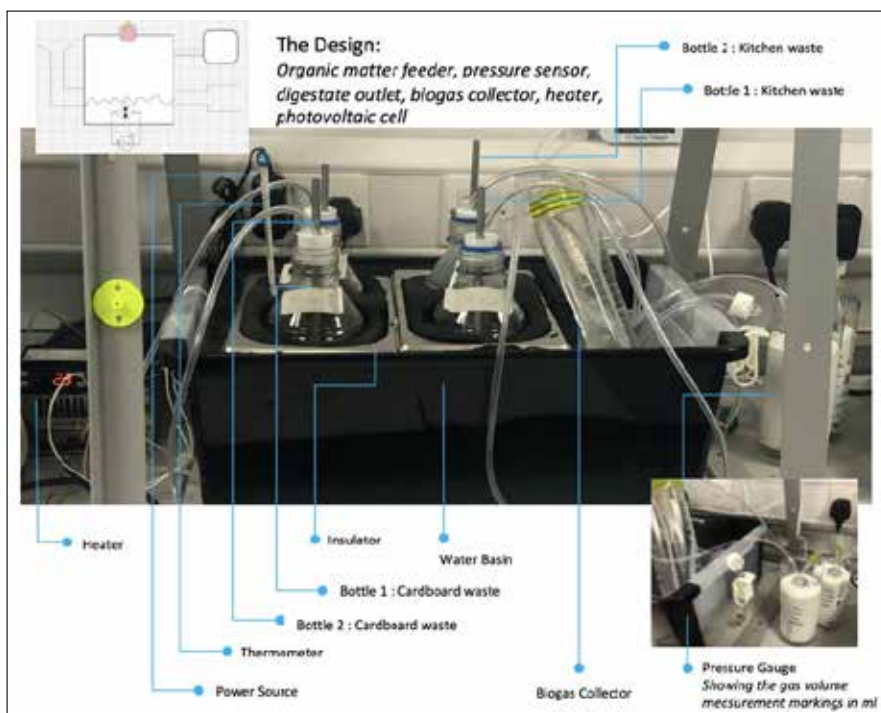 The Design:
Organic matter feeder, pressure sensor,
digestate outlet, biogas collector, heater,
photovoltaic cell
Bottle 2 : Kitchen waste
Bottle 1 : Kitchen waste
Heater
Insulator
Water Basin
Bottle 1 : Cardboard waste
Bottle 2 : Cardboard waste
Thermometer
Power Source
Biogas Collector
Pressure Gauge
Showing the gas volume
mecsurement markings in ml